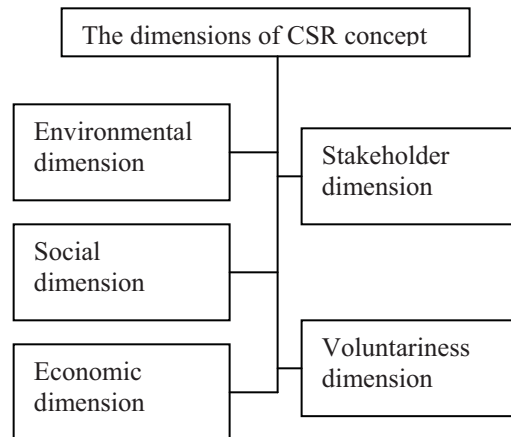 The dimensions of CSR concept
Environmental
dimension
Stakeholder
dimension
Social
dimension
Voluntariness
dimension
Economic
dimension